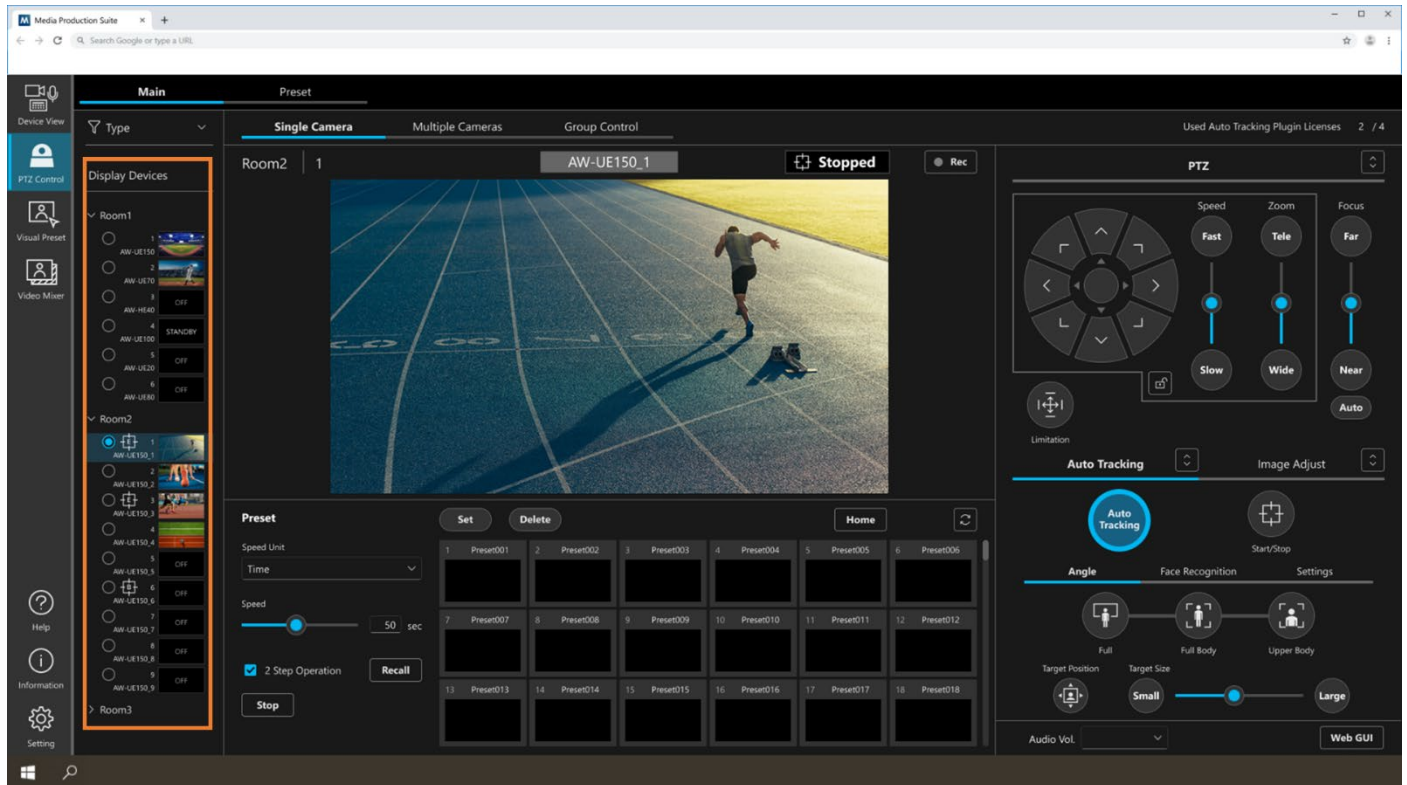 Media Production Suite
Search Google or type a URL
Device View
PTZ Control
Visual Preset
Video Mixer
Help
Information
Setting
Main Preset
Type
Single Camera Multiple Cameras Group Control
Used Auto Tracking Plugin Licenses 2 / 4
Display Devices
Room1
1
AW-UE150
2
AW-UE70
3
AW-HE40
OFF
4
AW-UE100
STANDBY
5
AW-UE20
OFF
6
AW-UE80
OFF
Room2
E 1
AW-UE150_1
2
AW-UE150_2
E 3
AW-UE150_3
4
AW-UE150_4
5
AW-UE150_5
OFF
6
AW-UE150_6
OFF
7
AW-UE150_7
OFF
8
AW-UE150_8
OFF
9
AW-UE150_9
OFF
Room3
Room2 1 AW-UE150_1 Stopped Rec
Preset Set Delete Home
Speed Unit
Time
Speed
50 sec
2 Step Operation Recall
Stop
1 Preset001 2 Preset002 3 Preset003 4 Preset004 5 Preset005 6 Preset006
7 Preset007 8 Preset008 9 Preset009 10 Preset010 11 Preset011 12 Preset012
13 Preset013 14 Preset014 15 Preset015 16 Preset016 17 Preset017 18 Preset018
PTZ
Speed Zoom Focus
Fast Tele Far
Slow Wide Near
Auto
Limitation
Auto Tracking Image Adjust
Auto
Tracking
Start/Stop
Angle Face Recognition Settings
Full Full Body Upper Body
Target Position Target Size
Small Large
Audio Vol. Web GUI